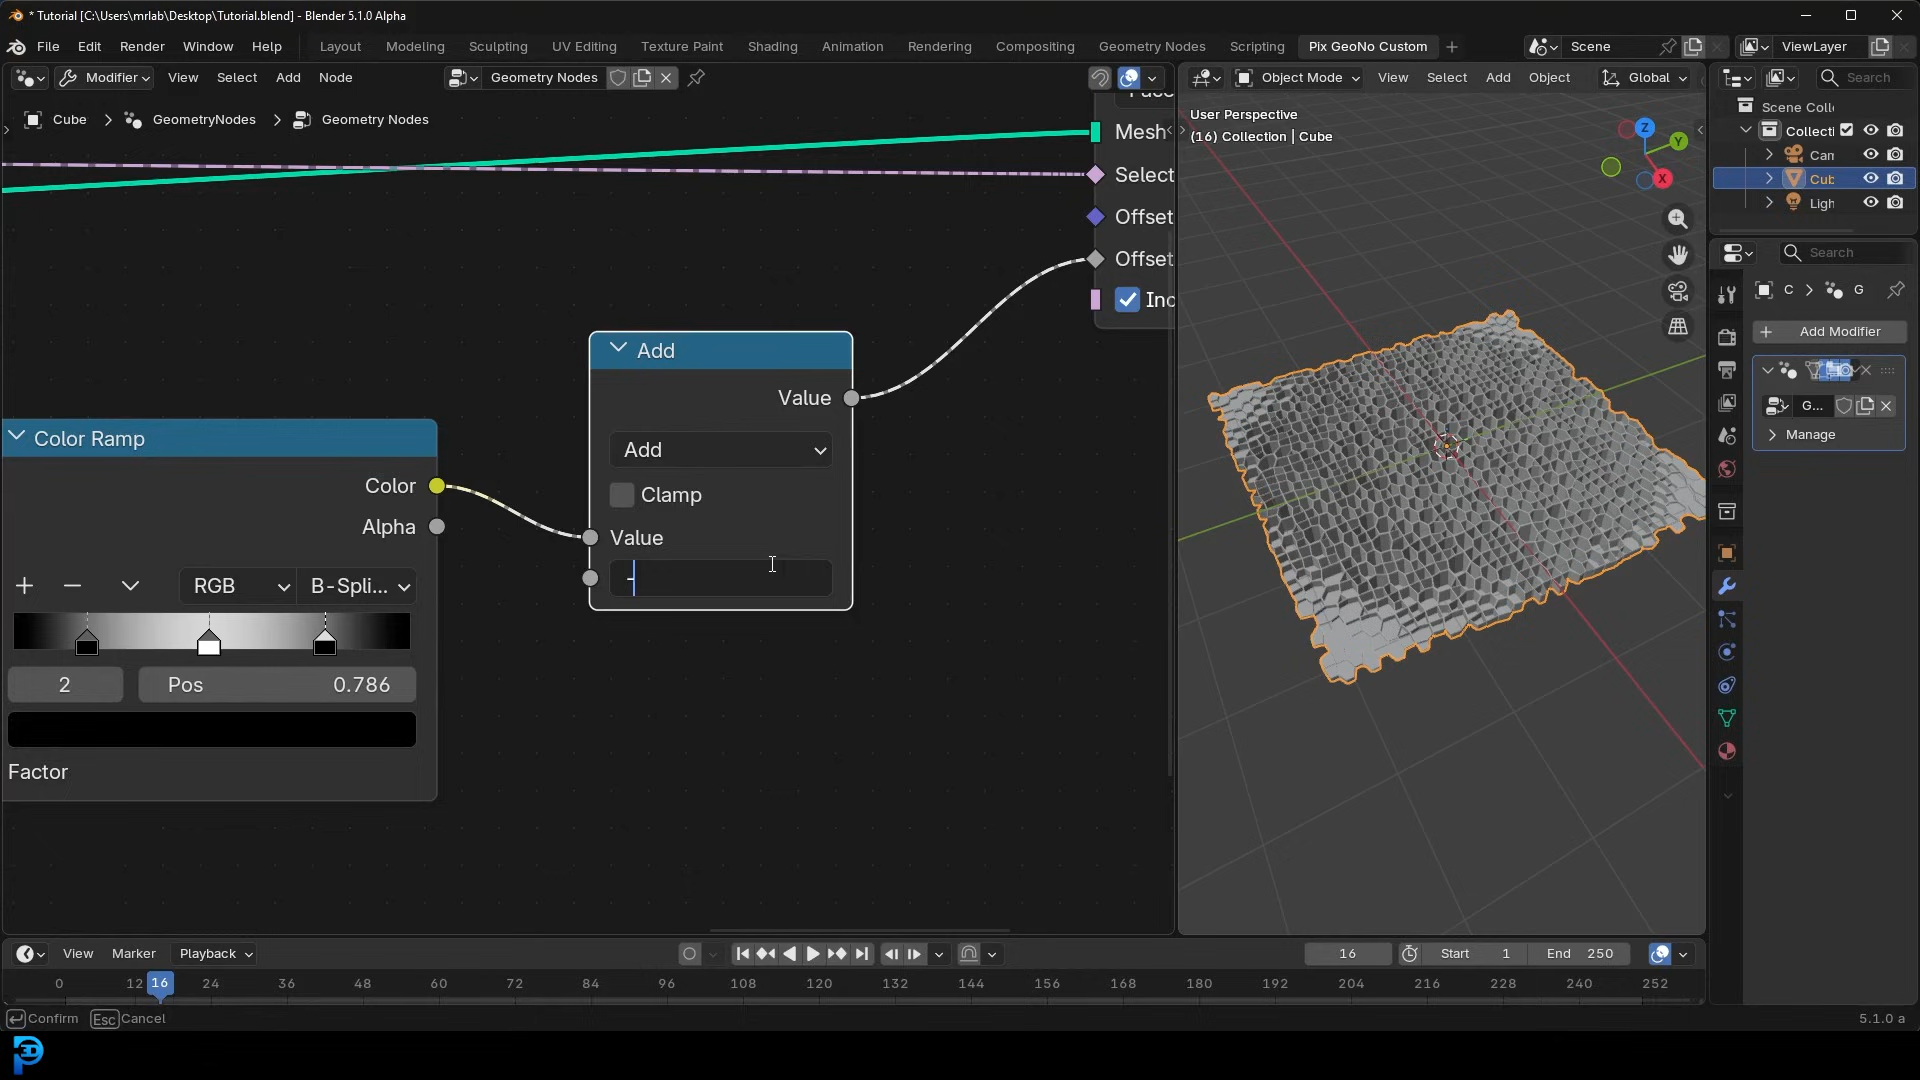 * Tutorial [C:\Users\mrlab\Desktop\Tutorial.blend] - Blender 5.1.0 Alpha
File Edit Render Window Help Layout Modeling Sculpting UV Editing Texture Paint Shading Animation Rendering Compositing Geometry Nodes Scripting Pix GeoNo Custom + Scene ViewLayer
Modifier View Select Add Node Geometry Nodes Object Mode View Select Add Object Global Search
Cube > GeometryNodes > Geometry Nodes
User Perspective
(16) Collection | Cube
Z
Y
X
Scene Colle
Collecti
Can
Cub
Ligh
Search
C > G
+ Add Modifier
G...
Manage
Mesh
Select
Offset
Offset
Inc
Add
Value
Add
Clamp
Value
-
Color Ramp
Color
Alpha
RGB B-Spli...
2 Pos 0.786
Factor
View Marker Playback 16 Start 1 End 250
0 12 16 24 36 48 60 72 84 96 108 120 132 144 156 168 180 192 204 216 228 240 252
Confirm Esc Cancel 5.1.0 a